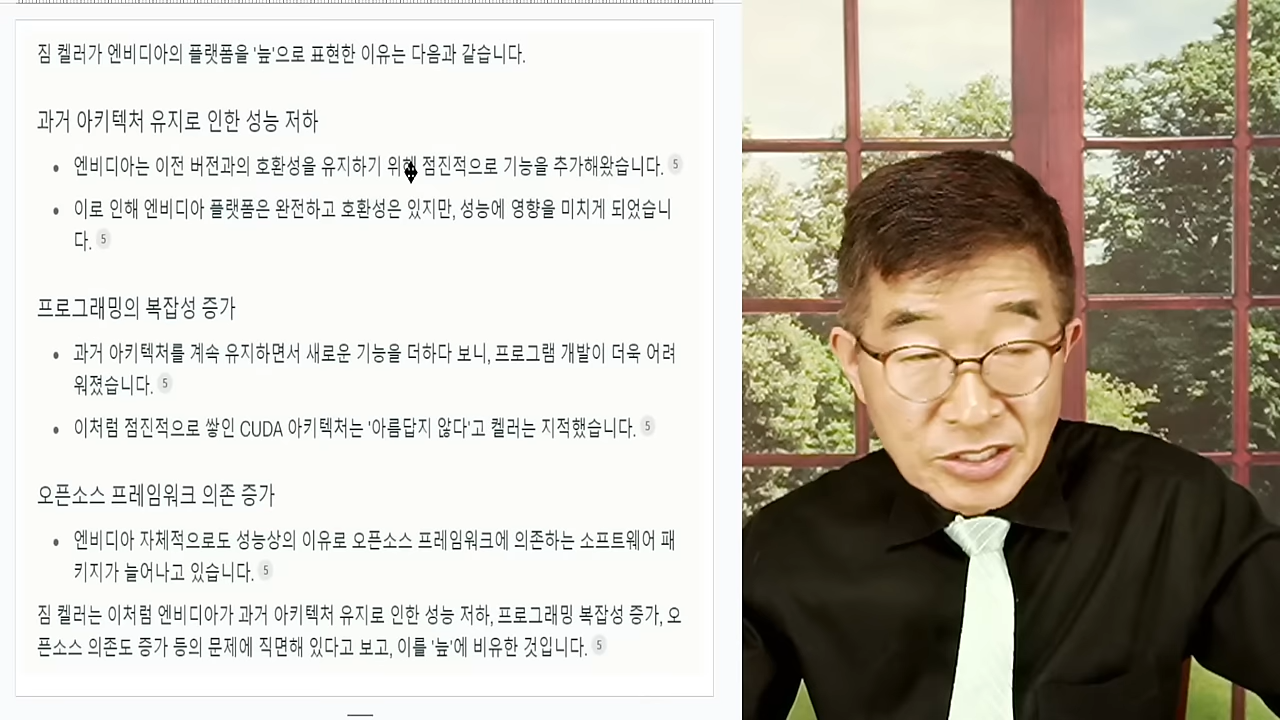 짐 켈러가 엔비디아의 플랫폼을 '늪'으로 표현한 이유는 다음과 같습니다.
과거 아키텍처 유지로 인한 성능 저하
• 엔비디아는 이전 버전과의 호환성을 유지하기 위해 점진적으로 기능을 추가해왔습니다. 5
• 이로 인해 엔비디아 플랫폼은 완전하고 호환성은 있지만, 성능에 영향을 미치게 되었습니
다. 5
프로그래밍의 복잡성 증가
• 과거 아키텍처를 계속 유지하면서 새로운 기능을 더하다 보니, 프로그램 개발이 더욱 어려
워졌습니다. 5
• 이처럼 점진적으로 쌓인 CUDA 아키텍처는 '아름답지 않다'고 켈러는 지적했습니다. 5
오픈소스 프레임워크 의존 증가
• 엔비디아 자체적으로도 성능상의 이유로 오픈소스 프레임워크에 의존하는 소프트웨어 패
키지가 늘어나고 있습니다. 5
짐 켈러는 이처럼 엔비디아가 과거 아키텍처 유지로 인한 성능 저하, 프로그래밍 복잡성 증가, 오
픈소스 의존도 증가 등의 문제에 직면해 있다고 보고, 이를 '늪'에 비유한 것입니다. 5